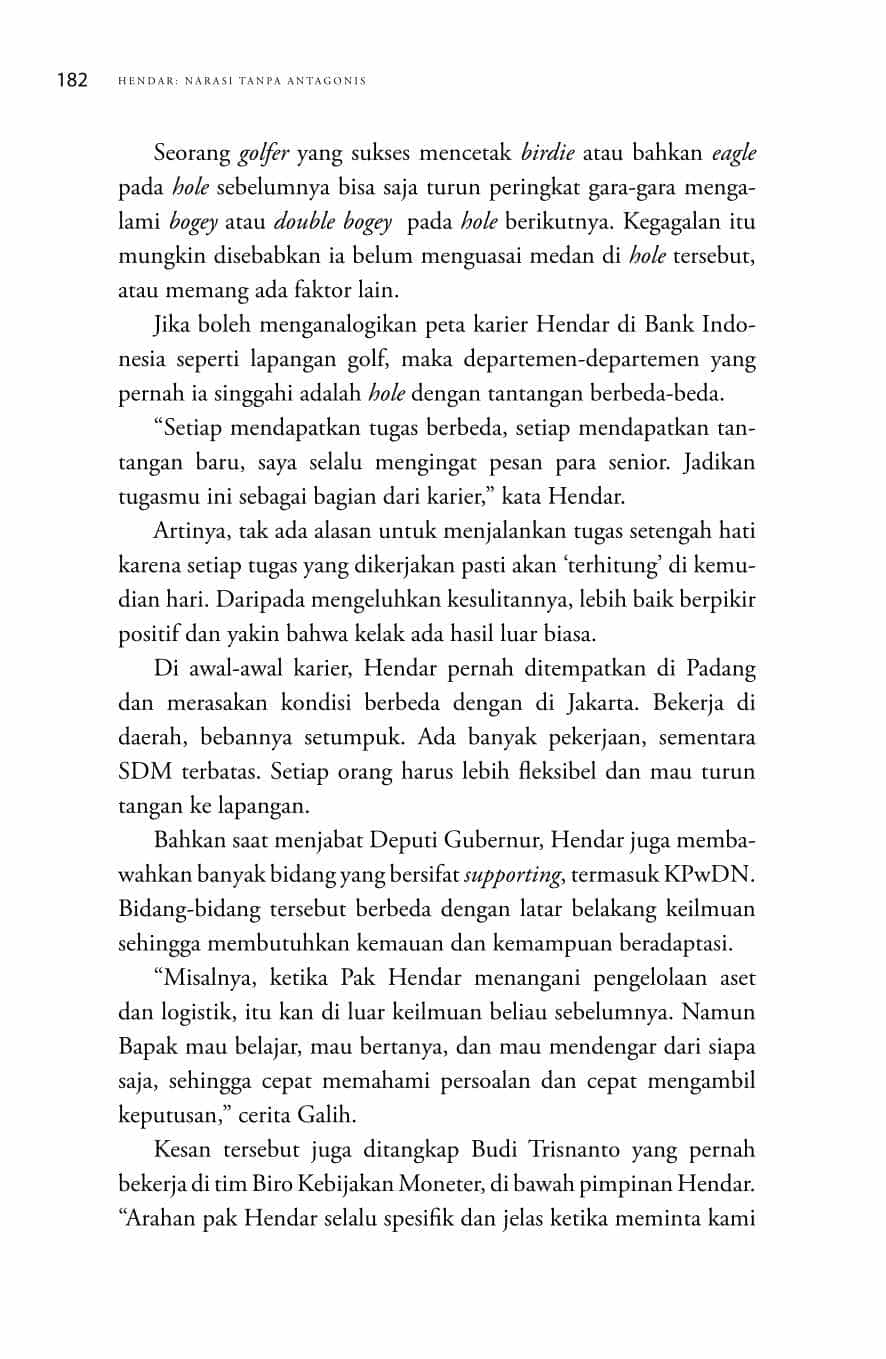 182 HENDAR: NARASI TANPA ANTAGONIS
Seorang golfer yang sukses mencetak birdie atau bahkan eagle
pada hole sebelumnya bisa saja turun peringkat gara-gara menga-
lami bogey atau double bogey pada hole berikutnya. Kegagalan itu
mungkin disebabkan ia belum menguasai medan di hole tersebut,
atau memang ada faktor lain.
Jika boleh menganalogikan peta karier Hendar di Bank Indo-
nesia seperti lapangan golf, maka departemen-departemen yang
pernah ia singgahi adalah hole dengan tantangan berbeda-beda.
“Setiap mendapatkan tugas berbeda, setiap mendapatkan tan-
tangan baru, saya selalu mengingat pesan para senior. Jadikan
tugasmu ini sebagai bagian dari karier,” kata Hendar.
Artinya, tak ada alasan untuk menjalankan tugas setengah hati
karena setiap tugas yang dikerjakan pasti akan ‘terhitung’ di kemu-
dian hari. Daripada mengeluhkan kesulitannya, lebih baik berpikir
positif dan yakin bahwa kelak ada hasil luar biasa.
Di awal-awal karier, Hendar pernah ditempatkan di Padang
dan merasakan kondisi berbeda dengan di Jakarta. Bekerja di
daerah, bebannya setumpuk. Ada banyak pekerjaan, sementara
SDM terbatas. Setiap orang harus lebih fleksibel dan mau turun
tangan ke lapangan.
Bahkan saat menjabat Deputi Gubernur, Hendar juga memba-
wahkan banyak bidang yang bersifat supporting, termasuk KPwDN.
Bidang-bidang tersebut berbeda dengan latar belakang keilmuan
sehingga membutuhkan kemauan dan kemampuan beradaptasi.
“Misalnya, ketika Pak Hendar menangani pengelolaan aset
dan logistik, itu kan di luar keilmuan beliau sebelumnya. Namun
Bapak mau belajar, mau bertanya, dan mau mendengar dari siapa
saja, sehingga cepat memahami persoalan dan cepat mengambil
keputusan,” cerita Galih.
Kesan tersebut juga ditangkap Budi Trisnanto yang pernah
bekerja di tim Biro Kebijakan Moneter, di bawah pimpinan Hendar.
“Arahan pak Hendar selalu spesifik dan jelas ketika meminta kami